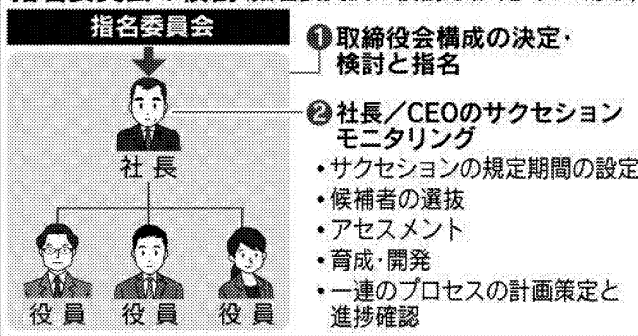 指名委員会
❶取締役会構成の決定・
検討と指名
❷社長／CEOのサクセション
モニタリング
・サクセションの規定期間の設定
・候補者の選抜
・アセスメント
・育成・開発
・一連のプロセスの計画策定と
進捗確認
社長
役員 役員 役員